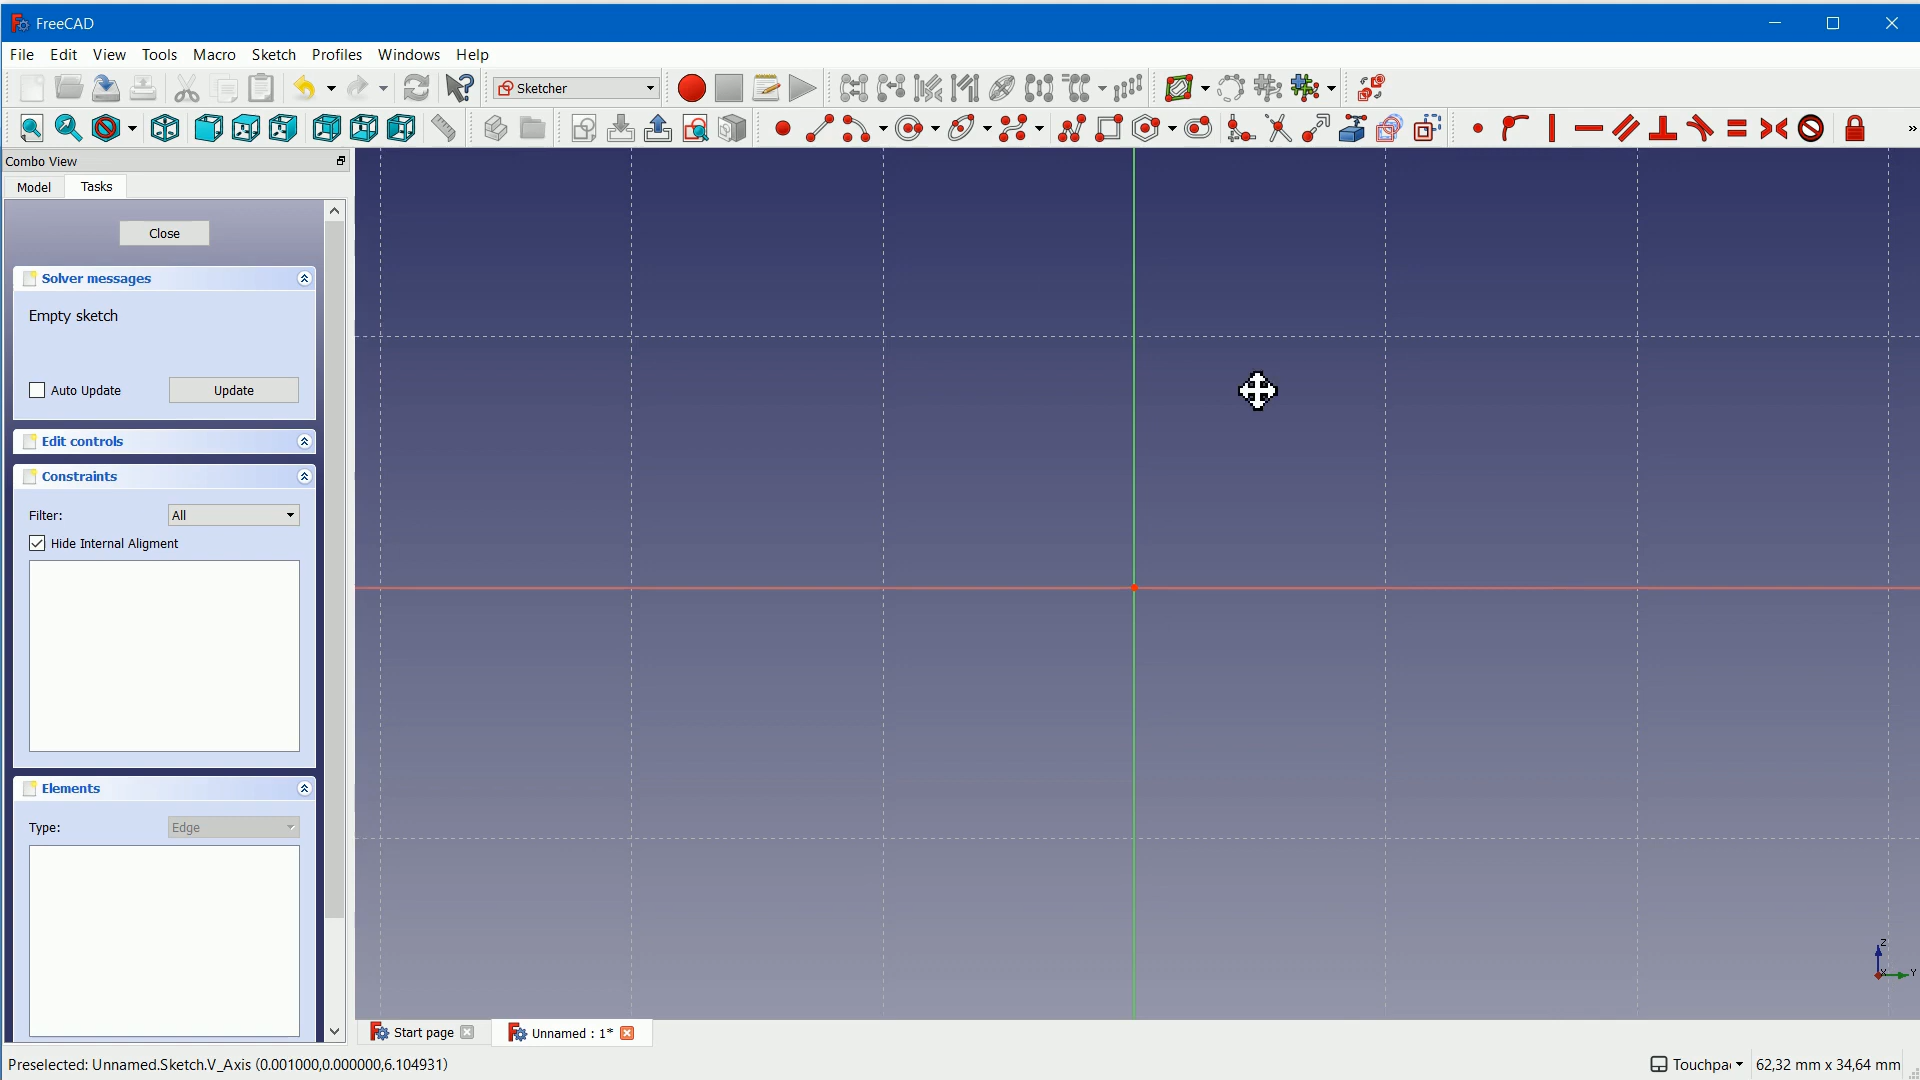 FreeCAD
File Edit View Tools Macro Sketch Profiles Windows Help
Sketcher
»
Combo View
Model Tasks
Close
Solver messages
Empty sketch
Auto Update Update
Edit controls
Constraints
Filter: All
Hide Internal Aligment
Elements
Type: Edge
Z
X Y
Start page Unnamed : 1*
Preselected: Unnamed.Sketch.V_Axis (0.001000,0.000000,6.104931) Touchpa 62,32 mm x 34,64 mm